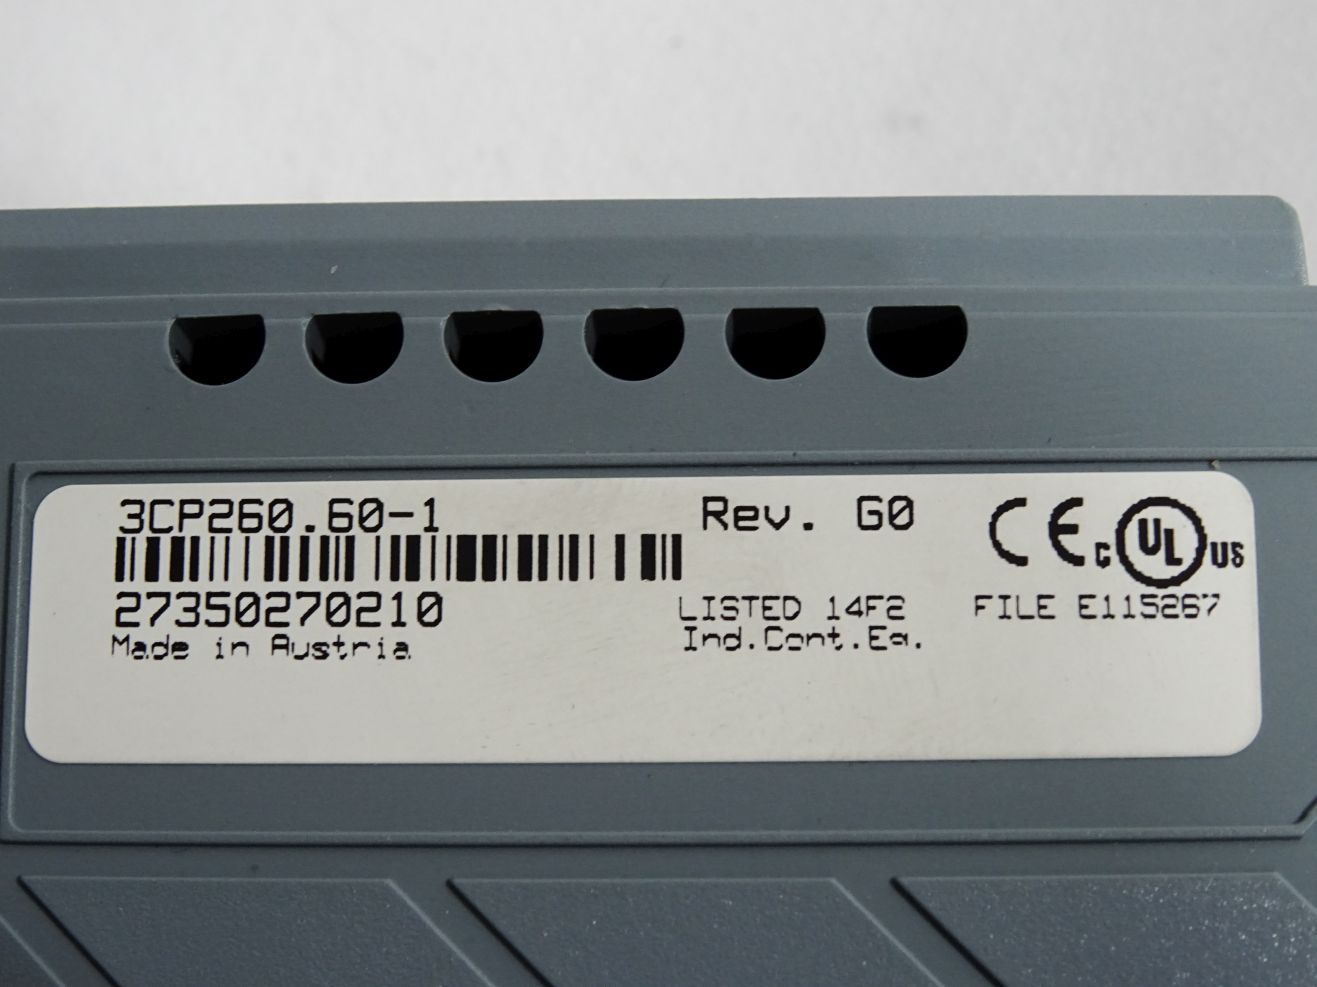 3CP260.60-1 Rev. G0 CE c UL US
27350270210 LISTED 14F2 FILE E115267
Made in Austria Ind.Cont.Eq.